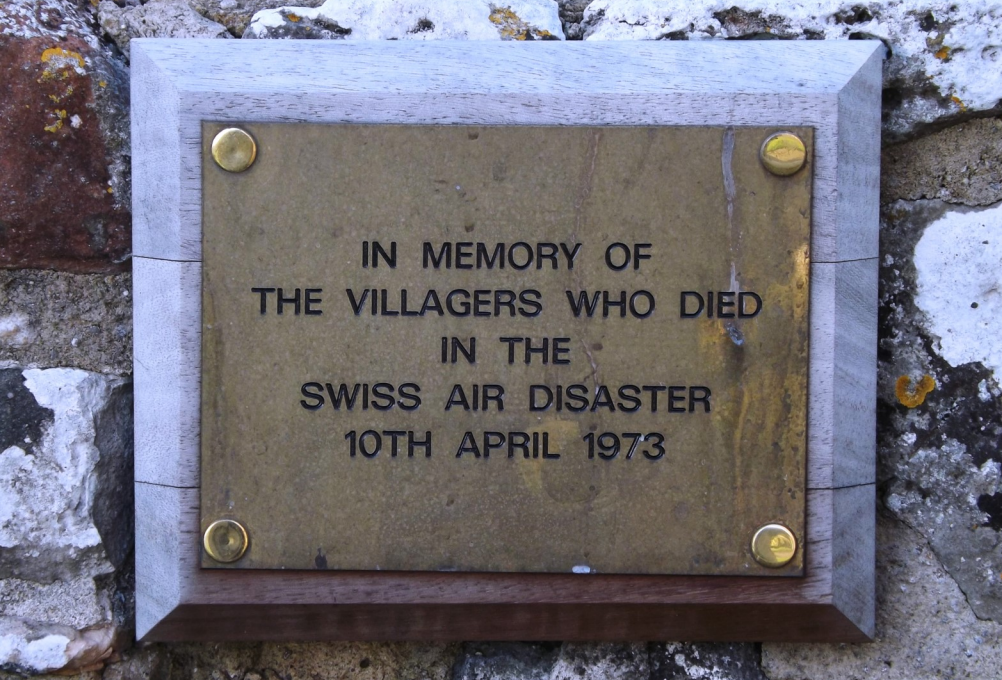 IN MEMORY OF
THE VILLAGERS WHO DIED
IN THE
SWISS AIR DISASTER
10TH APRIL 1973